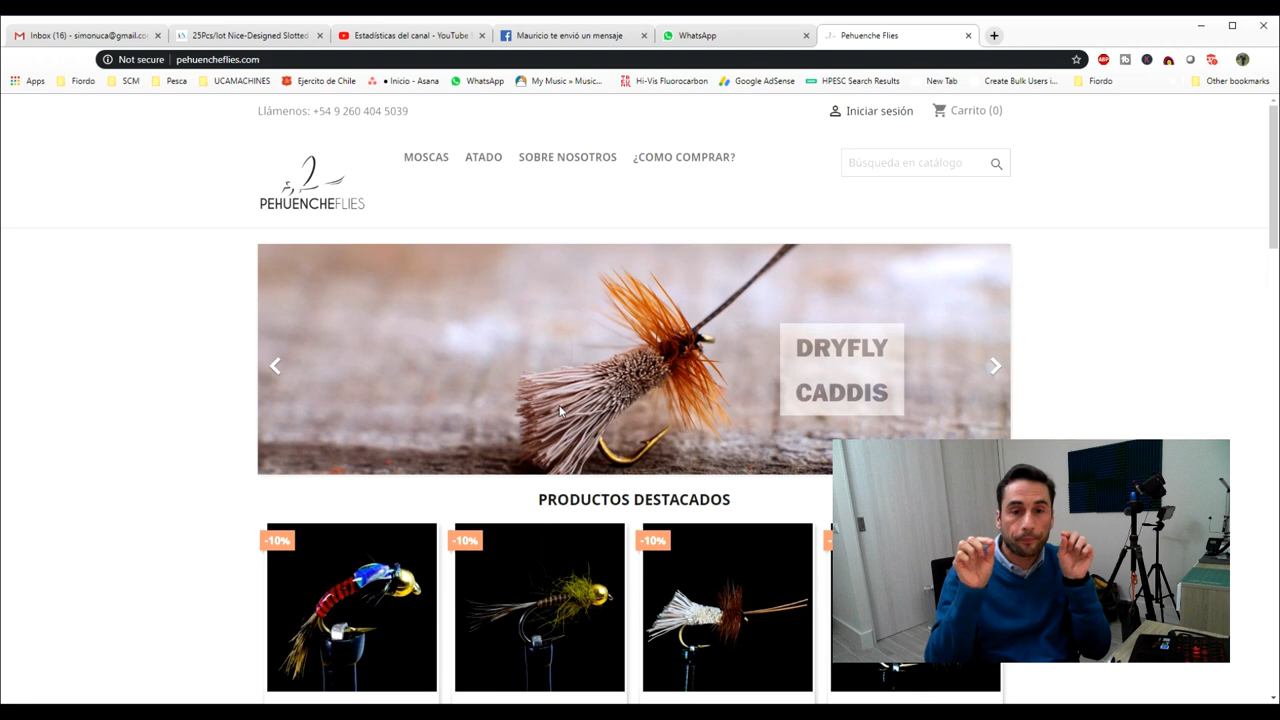 Inbox (16) - simonuca@gmail.co
25Pcs/lot Nice-Designed Slotted
Estadísticas del canal - YouTube
Mauricio te envió un mensaje
WhatsApp
Pehuenche Flies
Not secure
pehuencheflies.com
Apps
Fiordo
SCM
Pesca
UCAMACHINES
Ejercito de Chile
● Inicio - Asana
WhatsApp
My Music » Music...
Hi-Vis Fluorocarbon
Google AdSense
HPESC Search Results
New Tab
Create Bulk Users i...
Fiordo
Other bookmarks
Llámenos: +54 9 260 404 5039
Iniciar sesión
Carrito (0)
MOSCAS
ATADO
SOBRE NOSOTROS
¿COMO COMPRAR?
Búsqueda en catálogo
PEHUENCHEFLIES
DRYFLY
CADDIS
PRODUCTOS DESTACADOS
-10%
-10%
-10%